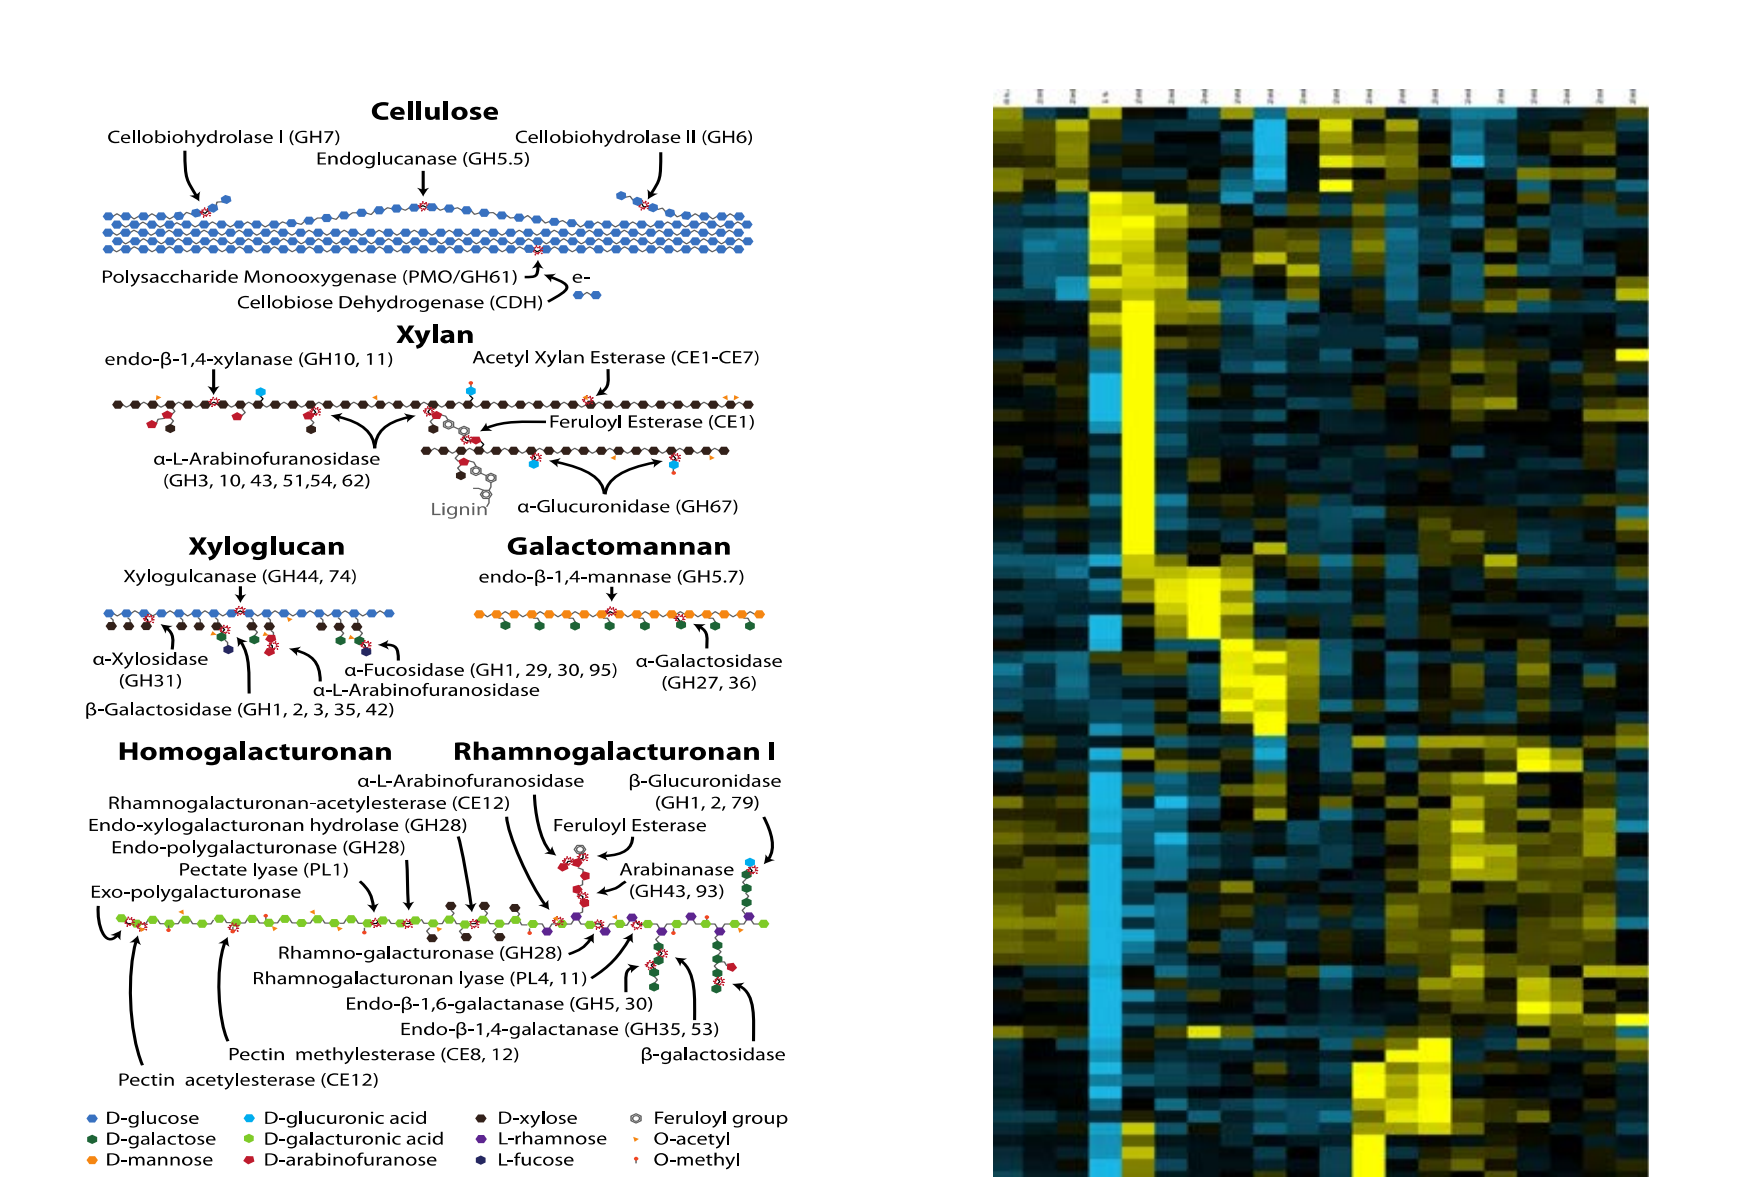 Cellulose
Cellobiohydrolase I (GH7)
Cellobiohydrolase II (GH6)
Endoglucanase (GH5.5)
Polysaccharide Monooxygenase (PMO/GH61)
e-
Cellobiose Dehydrogenase (CDH)
Xylan
endo-β-1,4-xylanase (GH10, 11)
Acetyl Xylan Esterase (CE1-CE7)
Feruloyl Esterase (CE1)
α-L-Arabinofuranosidase
(GH3, 10, 43, 51,54, 62)
Lignin
α-Glucuronidase (GH67)
Xyloglucan
Galactomannan
Xylogulcanase (GH44, 74)
endo-β-1,4-mannase (GH5.7)
α-Xylosidase
(GH31)
α-Fucosidase (GH1, 29, 30, 95)
α-Galactosidase
(GH27, 36)
α-L-Arabinofuranosidase
β-Galactosidase (GH1, 2, 3, 35, 42)
Homogalacturonan
Rhamnogalacturonan I
α-L-Arabinofuranosidase
β-Glucuronidase
(GH1, 2, 79)
Rhamnogalacturonan-acetylesterase (CE12)
Endo-xylogalacturonan hydrolase (GH28)
Feruloyl Esterase
Endo-polygalacturonase (GH28)
Pectate lyase (PL1)
Arabinanase
(GH43, 93)
Exo-polygalacturonase
Rhamno-galacturonase (GH28)
Rhamnogalacturonan lyase (PL4, 11)
Endo-β-1,6-galactanase (GH5, 30)
Endo-β-1,4-galactanase (GH35, 53)
Pectin methylesterase (CE8, 12)
β-galactosidase
Pectin acetylesterase (CE12)
D-glucose
D-glucuronic acid
D-xylose
Feruloyl group
D-galactose
D-galacturonic acid
L-rhamnose
O-acetyl
D-mannose
D-arabinofuranose
L-fucose
O-methyl